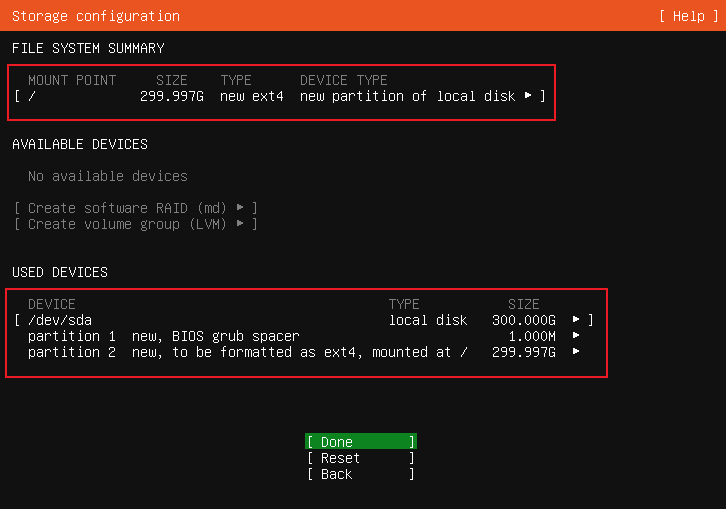 Storage configuration [ Help ]
FILE SYSTEM SUMMARY
MOUNT POINT SIZE TYPE DEVICE TYPE
[ / 299.997G new ext4 new partition of local disk ▸ ]
AVAILABLE DEVICES
No available devices
[ Create software RAID (md) ▸ ]
[ Create volume group (LVM) ▸ ]
USED DEVICES
DEVICE TYPE SIZE
[ /dev/sda local disk 300.000G ▸ ]
partition 1 new, BIOS grub spacer 1.000M ▸
partition 2 new, to be formatted as ext4, mounted at / 299.997G ▸
[ Done ]
[ Reset ]
[ Back ]